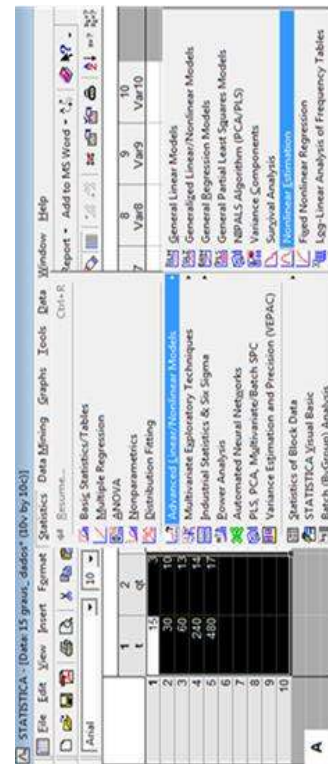 STATISTICA - [Data: 15 graus_dados* (10v by 10c)]
File Edit View Insert Format Statistics Data Mining Graphs Tools Data Window Help
Resume... Ctrl+R
Report Add to MS Word
Arial 10
Basic Statistics/Tables
Multiple Regression
ANOVA
Nonparametrics
Distribution Fitting
Advanced Linear/Nonlinear Models
Multivariate Exploratory Techniques
Industrial Statistics & Six Sigma
Power Analysis
Automated Neural Networks
PLS, PCA, Multivariate/Batch SPC
Variance Estimation and Precision (VEPAC)
Statistics of Block Data
STATISTICA Visual Basic
Batch (ByGroup) Analysis
General Linear Models
Generalized Linear/Nonlinear Models
General Regression Models
General Partial Least Squares Models
NIPALS Algorithm (PCA/PLS)
Variance Components
Survival Analysis
Nonlinear Estimation
Fixed Nonlinear Regression
Log-Linear Analysis of Frequency Tables
1 2 7 8 9 10
t qt Var8 Var9 Var10
1 15
2 30 10
3 60 13
4 240 14
5 480 17
6
7
8
9
10
A